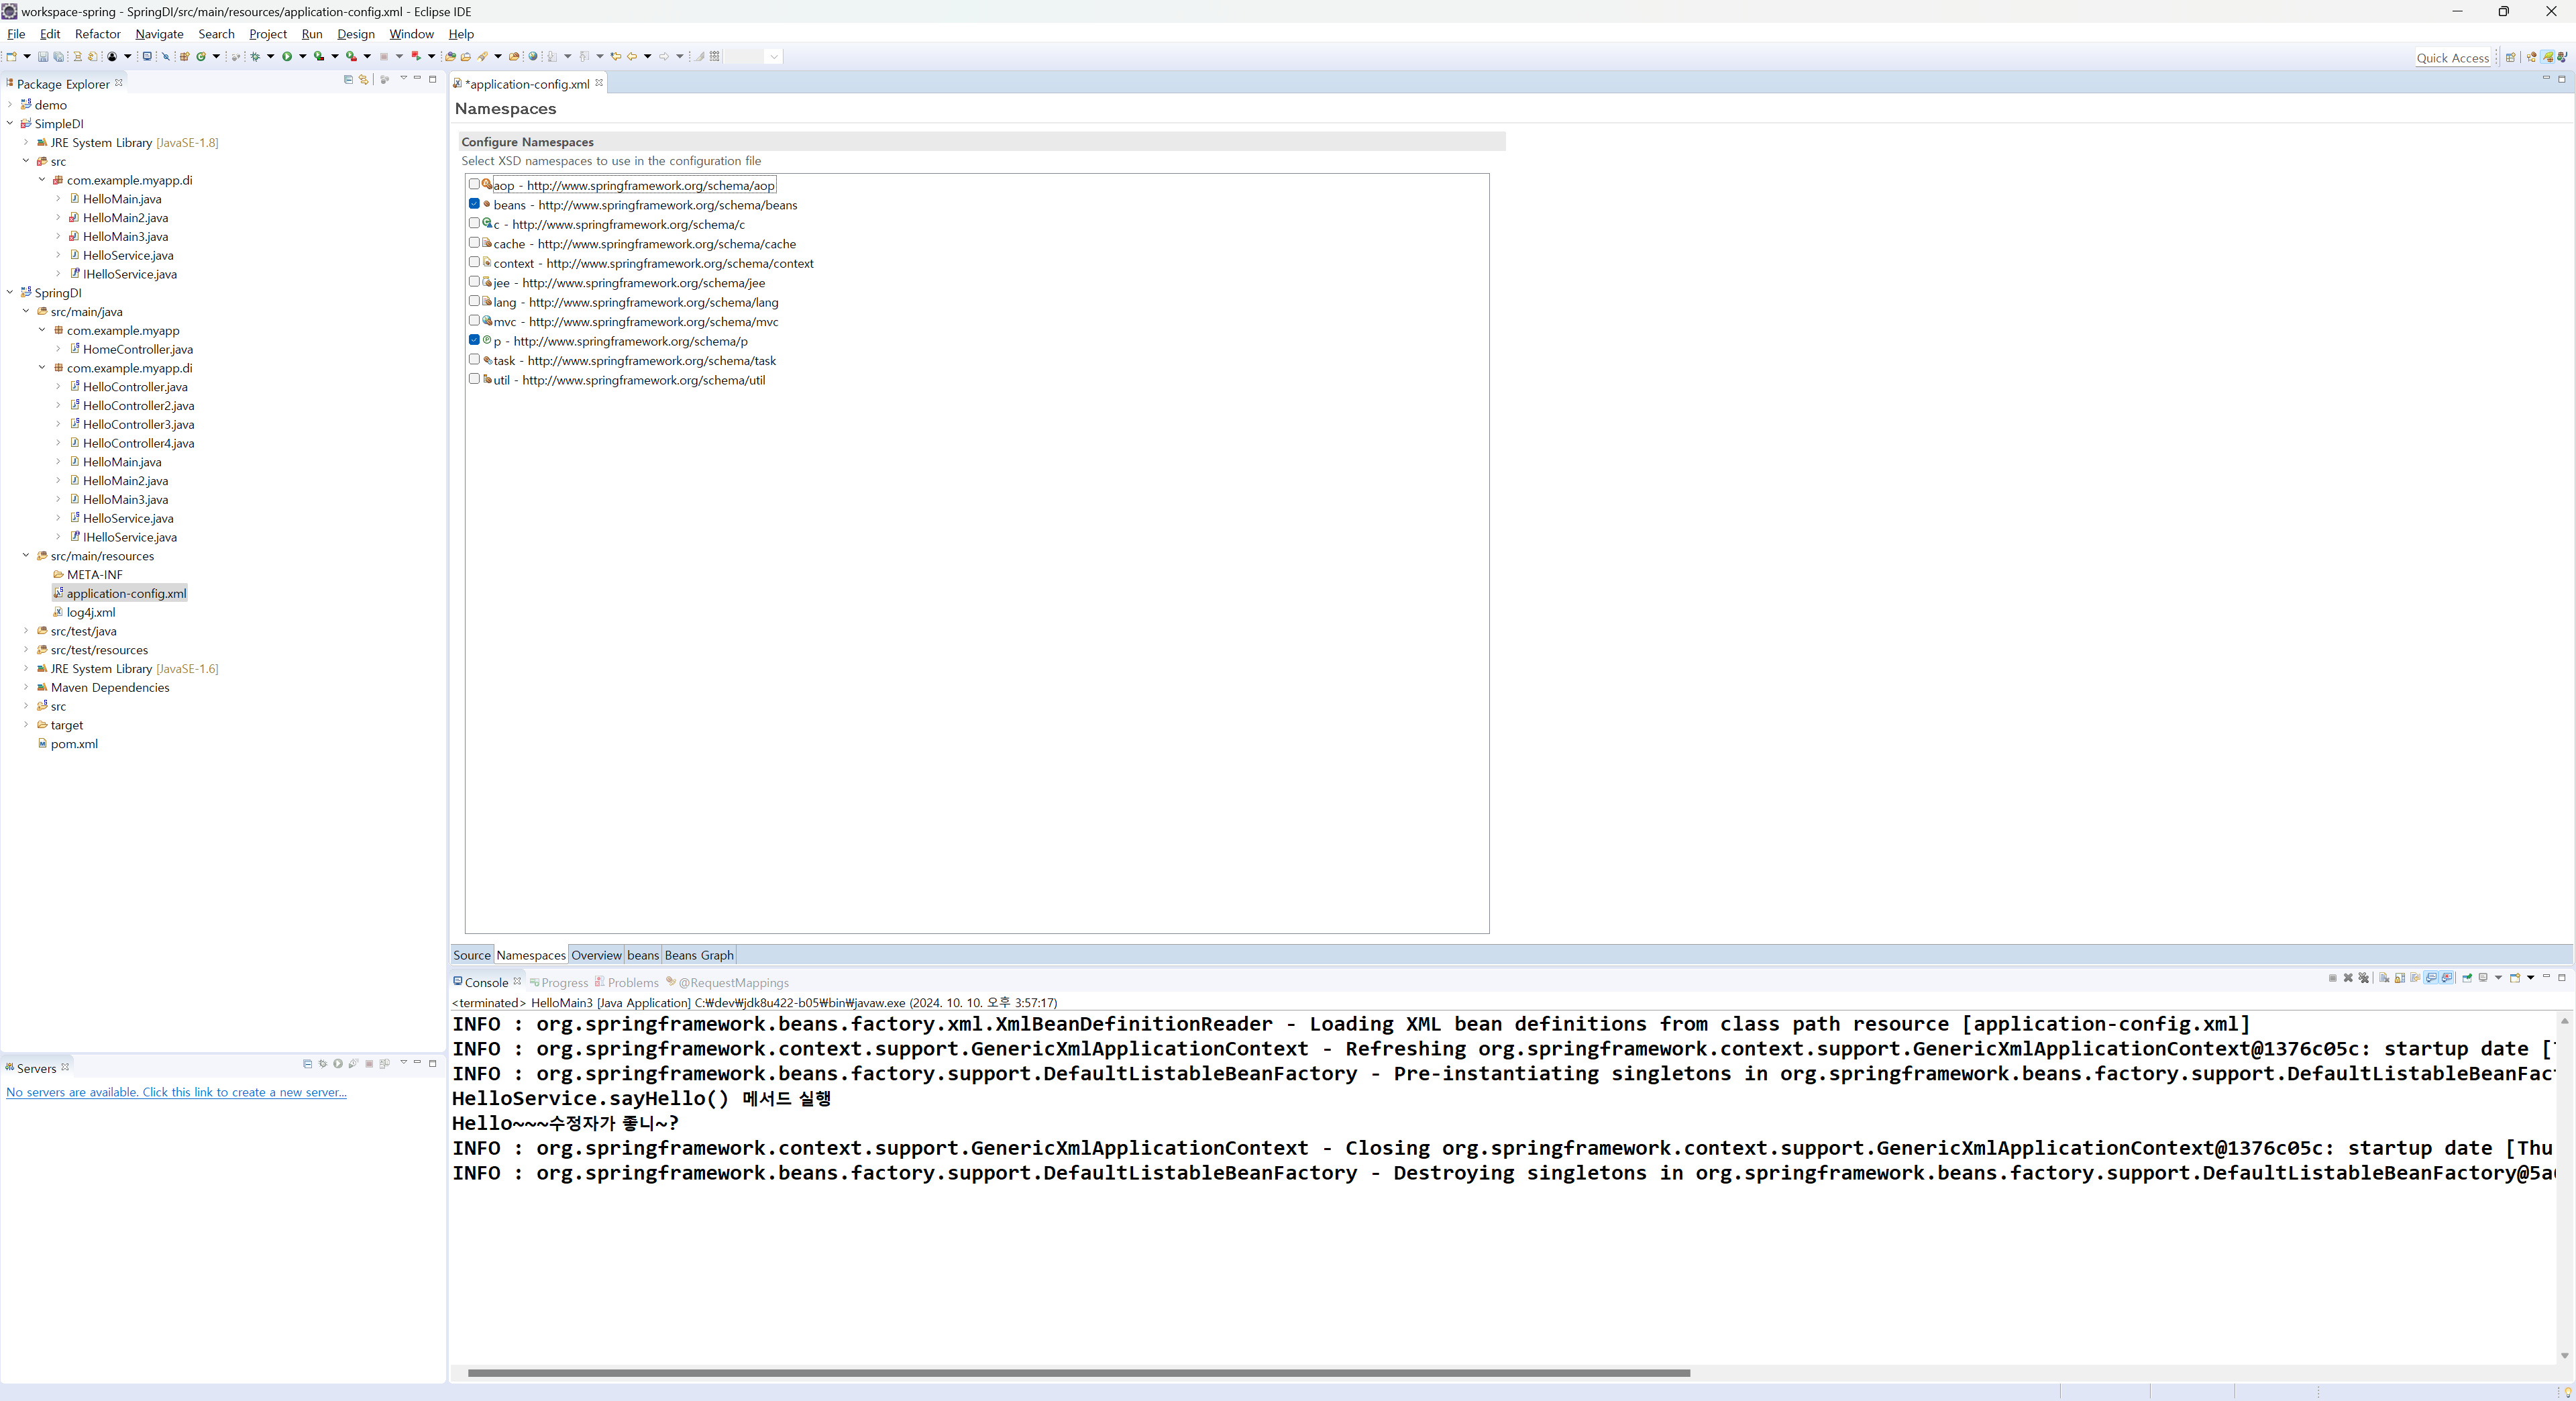 workspace-spring - SpringDI/src/main/resources/application-config.xml - Eclipse IDE
File Edit Refactor Navigate Search Project Run Design Window Help
Quick Access
Package Explorer
demo
SimpleDI
JRE System Library [JavaSE-1.8]
src
com.example.myapp.di
HelloMain.java
HelloMain2.java
HelloMain3.java
HelloService.java
IHelloService.java
SpringDI
src/main/java
com.example.myapp
HomeController.java
com.example.myapp.di
HelloController.java
HelloController2.java
HelloController3.java
HelloController4.java
HelloMain.java
HelloMain2.java
HelloMain3.java
HelloService.java
IHelloService.java
src/main/resources
META-INF
application-config.xml
log4j.xml
src/test/java
src/test/resources
JRE System Library [JavaSE-1.6]
Maven Dependencies
src
target
pom.xml
Servers
No servers are available. Click this link to create a new server...
*application-config.xml
Namespaces
Configure Namespaces
Select XSD namespaces to use in the configuration file
aop - http://www.springframework.org/schema/aop
beans - http://www.springframework.org/schema/beans
c - http://www.springframework.org/schema/c
cache - http://www.springframework.org/schema/cache
context - http://www.springframework.org/schema/context
jee - http://www.springframework.org/schema/jee
lang - http://www.springframework.org/schema/lang
mvc - http://www.springframework.org/schema/mvc
p - http://www.springframework.org/schema/p
task - http://www.springframework.org/schema/task
util - http://www.springframework.org/schema/util
Source Namespaces Overview beans Beans Graph
Console Progress Problems @RequestMappings
<terminated> HelloMain3 [Java Application] C:₩dev₩jdk8u422-b05₩bin₩javaw.exe (2024. 10. 10. 오후 3:57:17)
INFO : org.springframework.beans.factory.xml.XmlBeanDefinitionReader - Loading XML bean definitions from class path resource [application-config.xml]
INFO : org.springframework.context.support.GenericXmlApplicationContext - Refreshing org.springframework.context.support.GenericXmlApplicationContext@1376c05c: startup date [
INFO : org.springframework.beans.factory.support.DefaultListableBeanFactory - Pre-instantiating singletons in org.springframework.beans.factory.support.DefaultListableBeanFac
HelloService.sayHello() 메서드 실행
Hello~~~수정자가 좋니~?
INFO : org.springframework.context.support.GenericXmlApplicationContext - Closing org.springframework.context.support.GenericXmlApplicationContext@1376c05c: startup date [Thu
INFO : org.springframework.beans.factory.support.DefaultListableBeanFactory - Destroying singletons in org.springframework.beans.factory.support.DefaultListableBeanFactory@5a